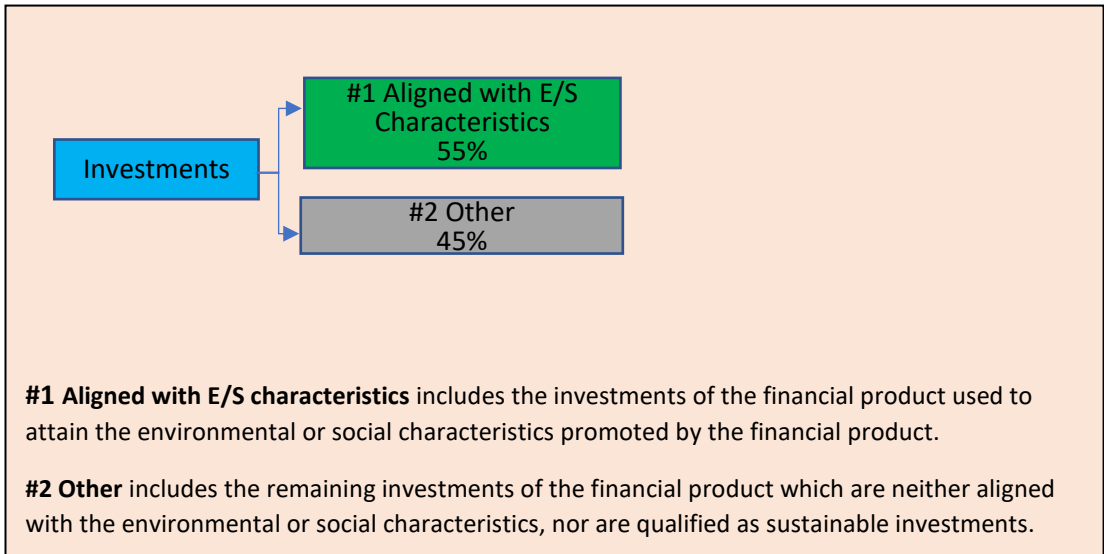 #1 Aligned with E/S
Characteristics
55%
Investments
#2 Other
45%
#1 Aligned with E/S characteristics includes the investments of the financial product used to
attain the environmental or social characteristics promoted by the financial product.
#2 Other includes the remaining investments of the financial product which are neither aligned
with the environmental or social characteristics, nor are qualified as sustainable investments.